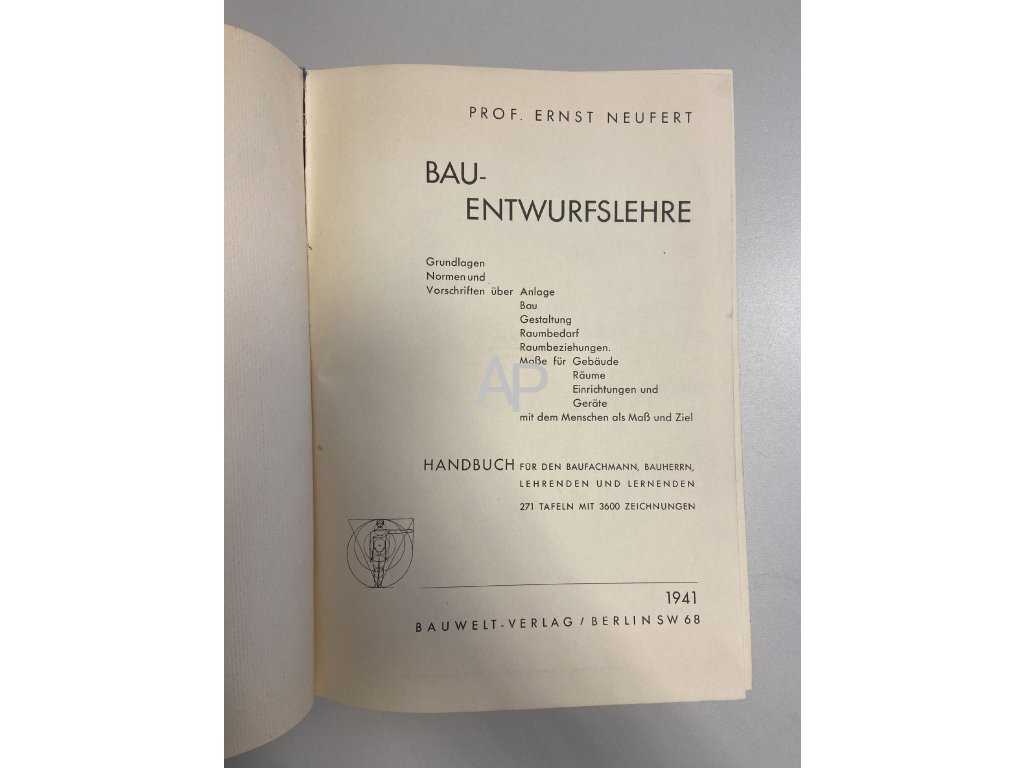 PROF. ERNST NEUFERT
BAU-
ENTWURFSLEHRE
Grundlagen
Normen und
Vorschriften über Anlage
Bau
Gestaltung
Raumbedarf
Raumbeziehungen.
Maße für Gebäude
Räume
Einrichtungen und
Geräte
mit dem Menschen als Maß und Ziel
AP
HANDBUCH FÜR DEN BAUFACHMANN, BAUHERRN,
LEHRENDEN UND LERNENDEN
271 TAFELN MIT 3600 ZEICHNUNGEN
1941
BAUWELT-VERLAG / BERLIN SW 68